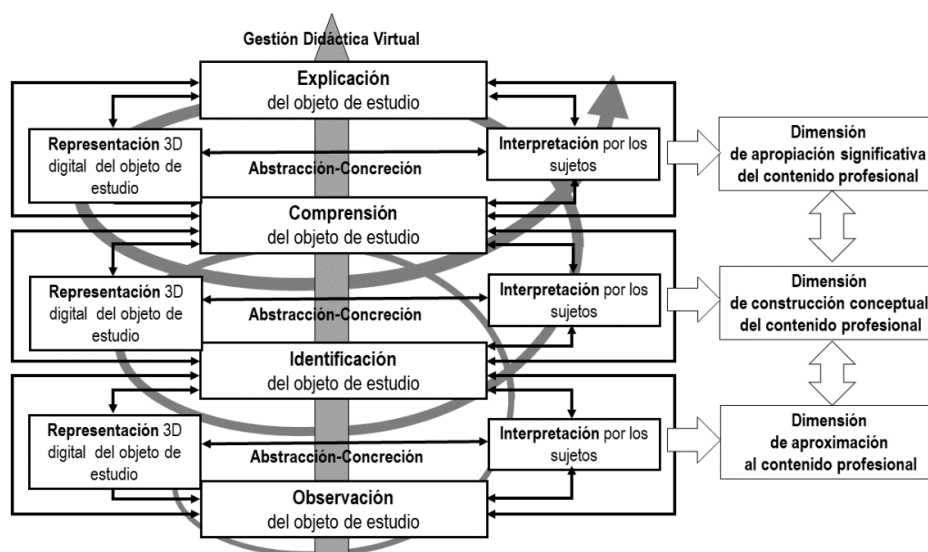 Gestión Didáctica Virtual
Explicación
del objeto de estudio
Representación 3D
digital del objeto de
estudio
Abstracción-Concreción
Interpretación por los
sujetos
Dimensión
de apropiación significativa
del contenido profesional
Comprensión
del objeto de estudio
Representación 3D
digital del objeto de
estudio
Abstracción-Concreción
Interpretación por los
sujetos
Dimensión
de construcción conceptual
del contenido profesional
Identificación
del objeto de estudio
Representación 3D
digital del objeto de
estudio
Abstracción-Concreción
Interpretación por los
sujetos
Dimensión
de aproximación
al contenido profesional
Observación
del objeto de estudio